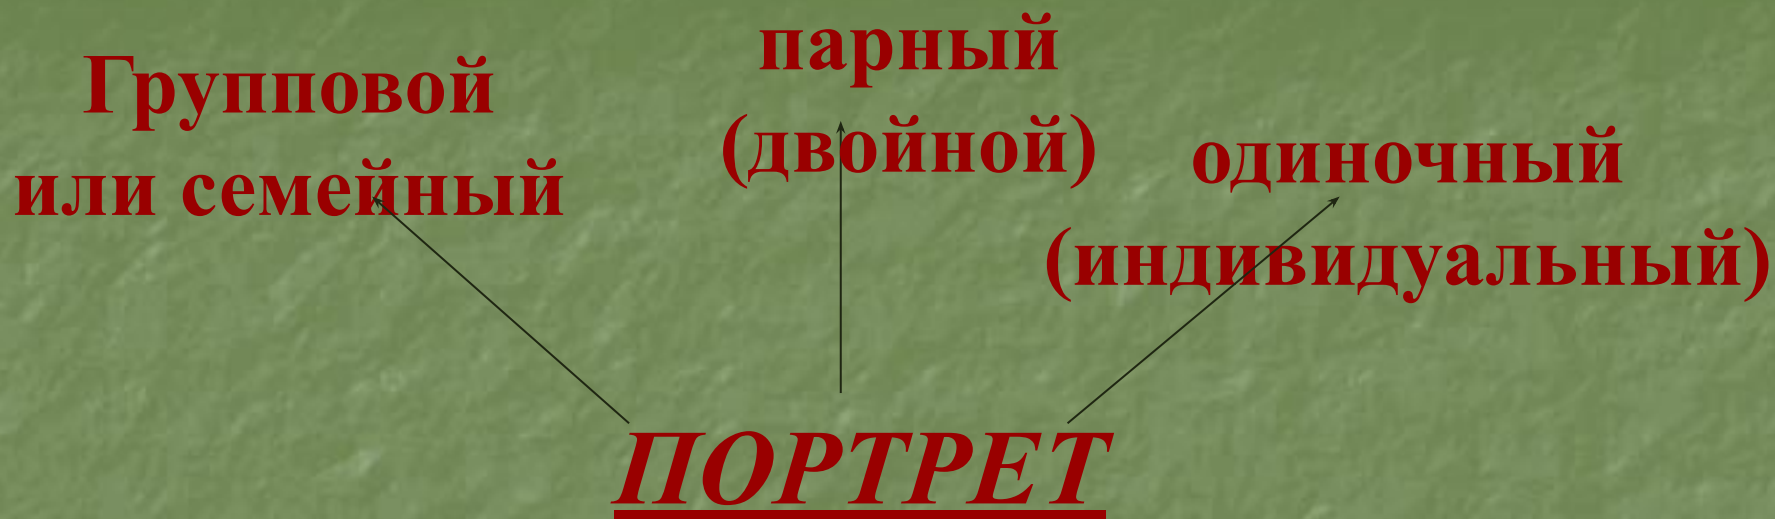 Групповой
или семейный
парный
(двойной)
одиночный
(индивидуальный)
ПОРТРЕТ